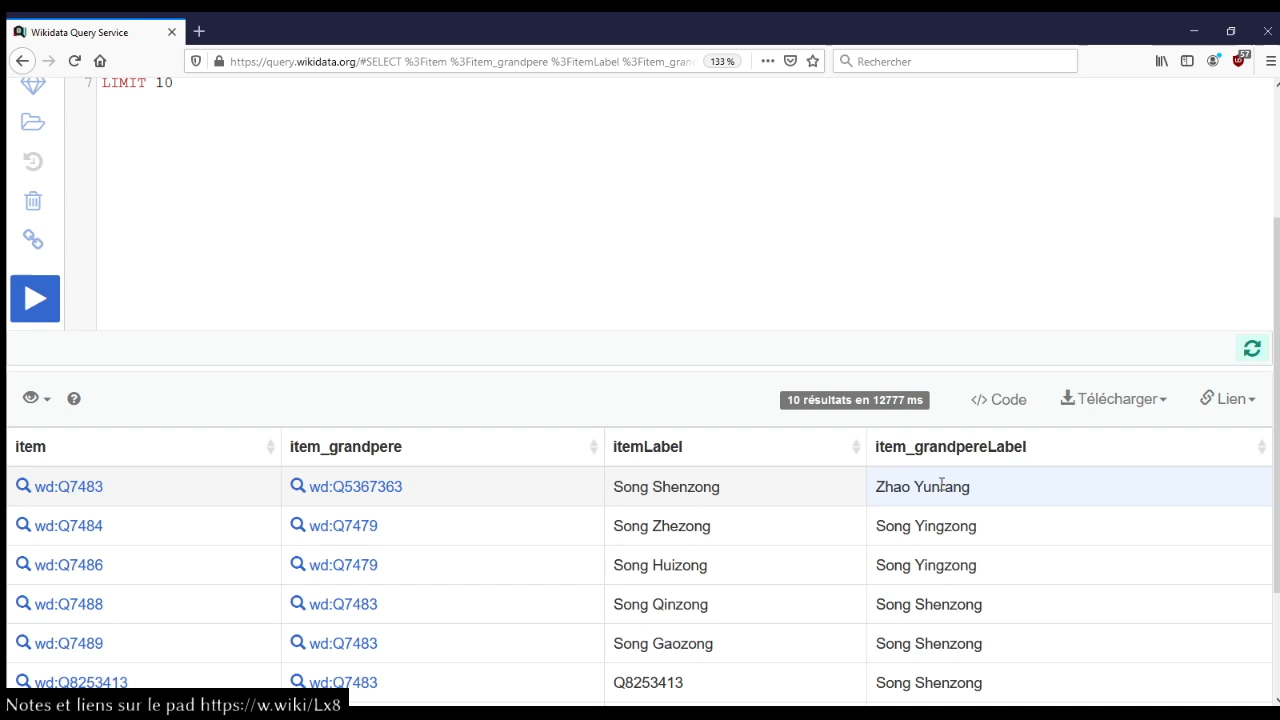 Wikidata Query Service
https://query.wikidata.org/#SELECT %3Fitem %3Fitem_grandpere %3FitemLabel %3Fitem_gran
133 %
Rechercher
57
7 LIMIT 10
10 résultats en 12777 ms
</> Code
Télécharger
Lien
item item_grandpere itemLabel item_grandpereLabel
wd:Q7483 wd:Q5367363 Song Shenzong Zhao Yunrang
wd:Q7484 wd:Q7479 Song Zhezong Song Yingzong
wd:Q7486 wd:Q7479 Song Huizong Song Yingzong
wd:Q7488 wd:Q7483 Song Qinzong Song Shenzong
wd:Q7489 wd:Q7483 Song Gaozong Song Shenzong
wd:Q8253413 wd:Q7483 Q8253413 Song Shenzong
Notes et liens sur le pad https://w.wiki/Lx8